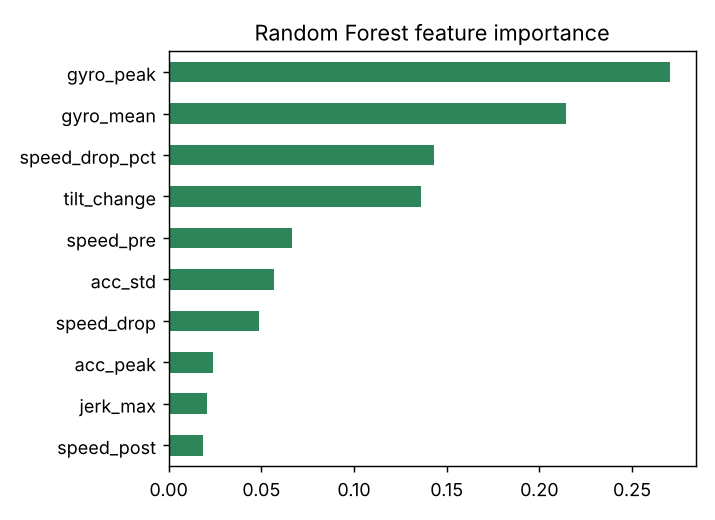 Random Forest feature importance
gyro_peak
gyro_mean
speed_drop_pct
tilt_change
speed_pre
acc_std
speed_drop
acc_peak
jerk_max
speed_post
0.00 0.05 0.10 0.15 0.20 0.25